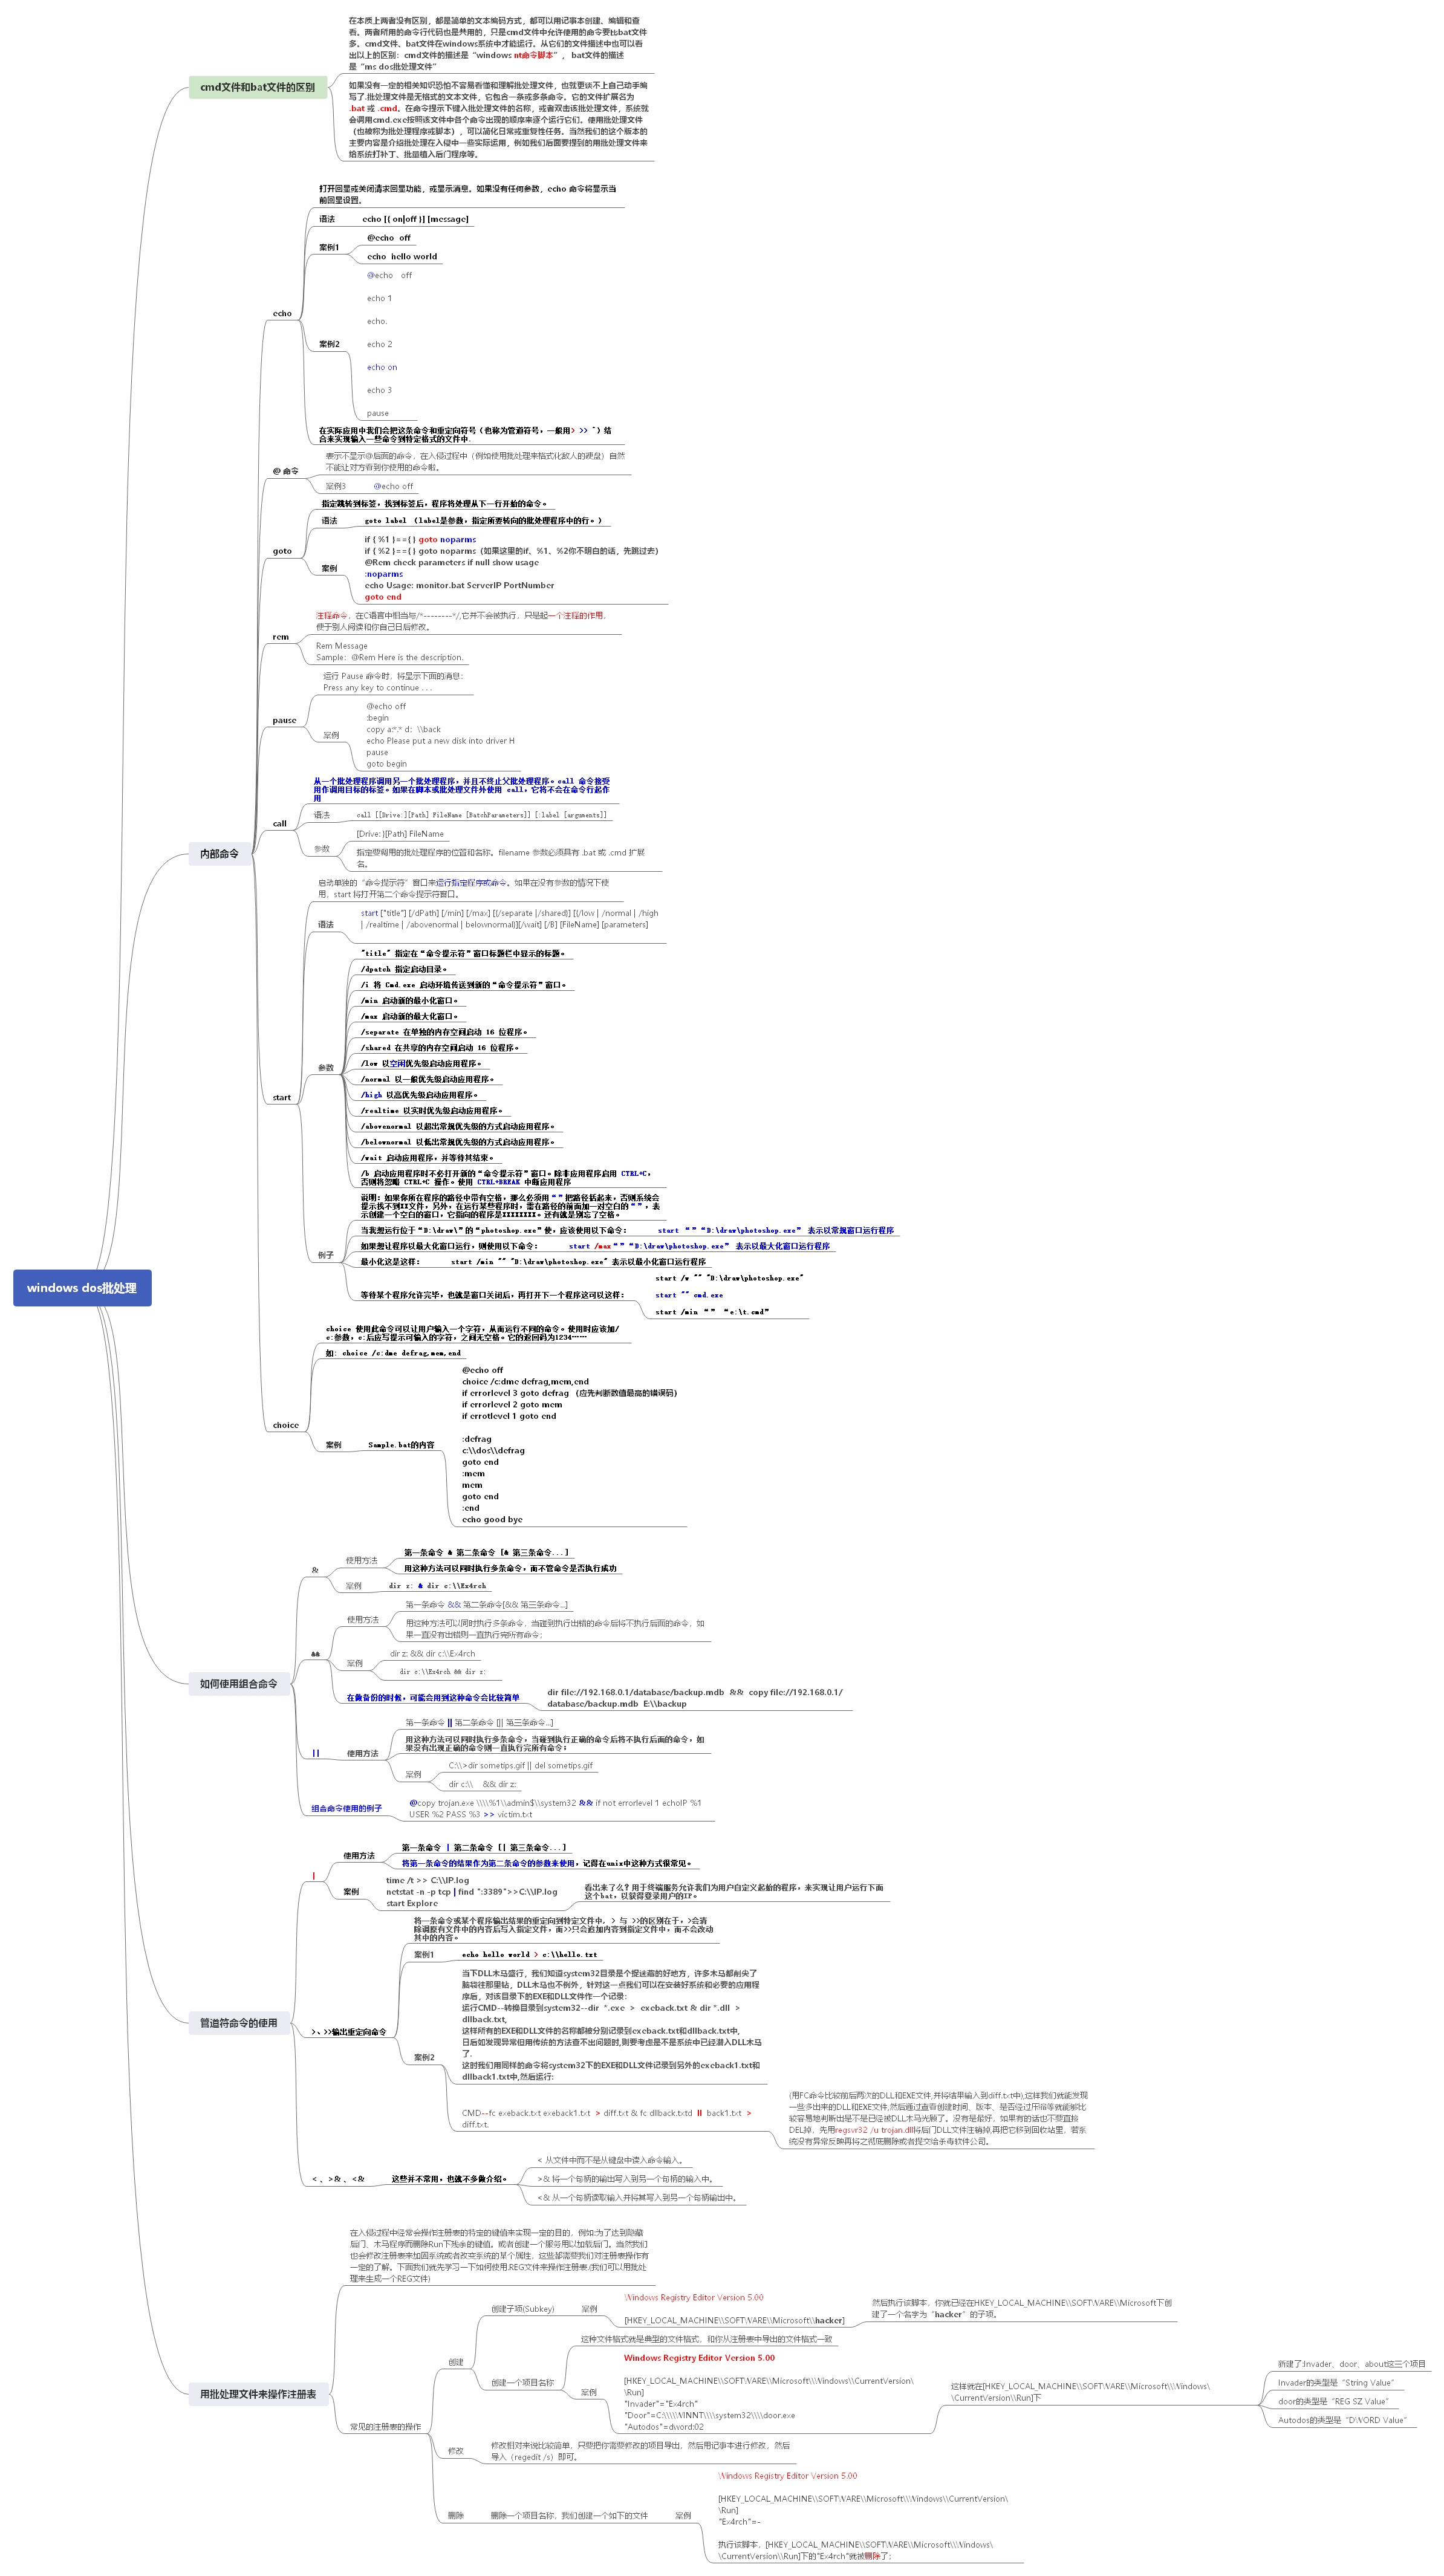 在本质上两者没有区别，都是简单的文本编码方式，都可以用记事本创建、编辑和查
看。两者所用的命令行代码也是共用的，只是cmd文件中允许使用的命令要比bat文件
多。cmd文件、bat文件在windows系统中才能运行。从它们的文件描述中也可以看
出以上的区别：cmd文件的描述是“windows nt命令脚本”， bat文件的描述
是“ms dos批处理文件”
cmd文件和bat文件的区别
如果没有一定的相关知识恐怕不容易看懂和理解批处理文件，也就更谈不上自己动手编
写了.批处理文件是无格式的文本文件，它包含一条或多条命令。它的文件扩展名为
.bat 或 .cmd。在命令提示下键入批处理文件的名称，或者双击该批处理文件，系统就
会调用cmd.exe按照该文件中各个命令出现的顺序来逐个运行它们。使用批处理文件
（也被称为批处理程序或脚本），可以简化日常或重复性任务。当然我们的这个版本的
主要内容是介绍批处理在入侵中一些实际运用，例如我们后面要提到的用批处理文件来
给系统打补丁、批量植入后门程序等。
打开回显或关闭请求回显功能，或显示消息。如果没有任何参数，echo 命令将显示当
前回显设置。
语法
echo [{ on|off }] [message]
案例1
@echo off
echo hello world
echo
案例2
@echo off
echo 1
echo.
echo 2
echo on
echo 3
pause
在实际应用中我们会把这条命令和重定向符号（也称为管道符号，一般用> >> ^）结
合来实现输入一些命令到特定格式的文件中.
@ 命令
表示不显示@后面的命令，在入侵过程中（例如使用批处理来格式化敌人的硬盘）自然
不能让对方看到你使用的命令啦。
案例3
@echo off
goto
指定跳转到标签，找到标签后，程序将处理从下一行开始的命令。
语法
goto label （label是参数，指定所要转向的批处理程序中的行。）
案例
if { %1 }=={ } goto noparms
if { %2 }=={ } goto noparms（如果这里的if、%1、%2你不明白的话，先跳过去）
@Rem check parameters if null show usage
:noparms
echo Usage: monitor.bat ServerIP PortNumber
goto end
rem
注释命令，在C语言中相当与/*--------*/,它并不会被执行，只是起一个注释的作用，
便于别人阅读和你自己日后修改。
Rem Message
Sample：@Rem Here is the description.
pause
运行 Pause 命令时，将显示下面的消息：
Press any key to continue . . .
案例
@echo off
:begin
copy a:*.* d：\\back
echo Please put a new disk into driver H
pause
goto begin
内部命令
call
从一个批处理程序调用另一个批处理程序，并且不终止父批处理程序。call 命令接受
用作调用目标的标签。如果在脚本或批处理文件外使用 call，它将不会在命令行起作
用
语法
call [[Drive:][Path] FileName [BatchParameters]] [:label [arguments]]
参数
[Drive: }[Path] FileName
指定要调用的批处理程序的位置和名称。filename 参数必须具有 .bat 或 .cmd 扩展
名。
start
启动单独的“命令提示符”窗口来运行指定程序或命令。如果在没有参数的情况下使
用，start 将打开第二个命令提示符窗口。
语法
start ["title"] [/dPath] [/min] [/max] [{/separate |/shared}] [{/low | /normal | /high
| /realtime | /abovenormal | belownormal}][/wait] [/B] [FileName] [parameters]
参数
"title" 指定在“命令提示符”窗口标题栏中显示的标题。
/dpatch 指定启动目录。
/i 将 Cmd.exe 启动环境传送到新的“命令提示符”窗口。
/min 启动新的最小化窗口。
/max 启动新的最大化窗口。
/separate 在单独的内存空间启动 16 位程序。
/shared 在共享的内存空间启动 16 位程序。
/low 以空闲优先级启动应用程序。
/normal 以一般优先级启动应用程序。
/high 以高优先级启动应用程序。
/realtime 以实时优先级启动应用程序。
/abovenormal 以超出常规优先级的方式启动应用程序。
/belownormal 以低出常规优先级的方式启动应用程序。
/wait 启动应用程序，并等待其结束。
/b 启动应用程序时不必打开新的“命令提示符”窗口。除非应用程序启用 CTRL+C，
否则将忽略 CTRL+C 操作。使用 CTRL+BREAK 中断应用程序
例子
说明：如果你所在程序的路径中带有空格，那么必须用“”把路径括起来，否则系统会
提示找不到XX文件，另外，在运行某些程序时，需在路径的前面加一对空白的“”，表
示创建一个空白的窗口，它指向的程序是XXXXXXXX。还有就是别忘了空格。
当我想运行位于“D:\draw\”的“photoshop.exe”使，应该使用以下命令：
start “”“D:\draw\photoshop.exe” 表示以常规窗口运行程序
如果想让程序以最大化窗口运行，则使用以下命令：
start /max“”“D:\draw\photoshop.exe” 表示以最大化窗口运行程序
最小化这是这样：
start /min "" "D:\draw\photoshop.exe" 表示以最小化窗口运行程序
等待某个程序允许完毕，也就是窗口关闭后，再打开下一个程序这可以这样：
start /w "" "D:\draw\photoshop.exe"
start "" cmd.exe
start /min “” “e:\t.cmd”
windows dos批处理
choice
choice 使用此命令可以让用户输入一个字符，从而运行不同的命令。使用时应该加/
c:参数，c:后应写提示可输入的字符，之间无空格。它的返回码为1234……
如: choice /c:dme defrag,mem,end
案例
Sample.bat的内容
@echo off
choice /c:dme defrag,mem,end
if errorlevel 3 goto defrag （应先判断数值最高的错误码）
if errorlevel 2 goto mem
if errotlevel 1 goto end
:defrag
c:\\dos\\defrag
goto end
:mem
mem
goto end
:end
echo good bye
如何使用组合命令
&
使用方法
第一条命令 & 第二条命令 [& 第三条命令...]
用这种方法可以同时执行多条命令，而不管命令是否执行成功
案例
dir z: & dir c:\\Ex4rch
&&
使用方法
第一条命令 && 第二条命令[&& 第三条命令...]
用这种方法可以同时执行多条命令，当碰到执行出错的命令后将不执行后面的命令，如
果一直没有出错则一直执行完所有命令；
案例
dir z: && dir c:\\Ex4rch
dir c:\\Ex4rch && dir z:
在做备份的时候，可能会用到这种命令会比较简单
dir file://192.168.0.1/database/backup.mdb && copy file://192.168.0.1/
database/backup.mdb E:\\backup
||
使用方法
第一条命令 || 第二条命令 [|| 第三条命令...]
用这种方法可以同时执行多条命令，当碰到执行正确的命令后将不执行后面的命令，如
果没有出现正确的命令则一直执行完所有命令；
案例
C:\\>dir sometips.gif || del sometips.gif
dir c:\\ && dir z:
组合命令使用的例子
@copy trojan.exe \\\\%1\\admin$\\system32 && if not errorlevel 1 echoIP %1
USER %2 PASS %3 >> victim.txt
管道符命令的使用
|
使用方法
第一条命令 | 第二条命令 [| 第三条命令...]
将第一条命令的结果作为第二条命令的参数来使用，记得在unix中这种方式很常见。
案例
time /t >> C:\\IP.log
netstat -n -p tcp | find ":3389">>C:\\IP.log
start Explore
看出来了么？用于终端服务允许我们为用户自定义起始的程序，来实现让用户运行下面
这个bat，以获得登录用户的IP。
>、>>输出重定向命令
将一条命令或某个程序输出结果的重定向到特定文件中, > 与 >>的区别在于，>会清
除调原有文件中的内容后写入指定文件，而>>只会追加内容到指定文件中，而不会改动
其中的内容。
案例1
echo hello world > c:\\hello.txt
案例2
当下DLL木马盛行，我们知道system32目录是个捉迷藏的好地方，许多木马都削尖了
脑袋往那里钻，DLL木马也不例外，针对这一点我们可以在安装好系统和必要的应用程
序后，对该目录下的EXE和DLL文件作一个记录：
运行CMD--转换目录到system32--dir *.exe > exeback.txt & dir *.dll >
dllback.txt,
这样所有的EXE和DLL文件的名称都被分别记录到exeback.txt和dllback.txt中,
日后如发现异常但用传统的方法查不出问题时,则要考虑是不是系统中已经潜入DLL木马
了.
这时我们用同样的命令将system32下的EXE和DLL文件记录到另外的exeback1.txt和
dllback1.txt中,然后运行:
CMD--fc exeback.txt exeback1.txt > diff.txt & fc dllback.txtd || back1.txt >
diff.txt.
(用FC命令比较前后两次的DLL和EXE文件,并将结果输入到diff.txt中),这样我们就能发现
一些多出来的DLL和EXE文件,然后通过查看创建时间、版本、是否经过压缩等就能够比
较容易地判断出是不是已经被DLL木马光顾了。没有是最好，如果有的话也不要直接
DEL掉，先用regsvr32 /u trojan.dll将后门DLL文件注销掉,再把它移到回收站里，若系
统没有异常反映再将之彻底删除或者提交给杀毒软件公司。
< 、>& 、<&
这些并不常用，也就不多做介绍。
< 从文件中而不是从键盘中读入命令输入。
>& 将一个句柄的输出写入到另一个句柄的输入中。
<& 从一个句柄读取输入并将其写入到另一个句柄输出中。
用批处理文件来操作注册表
在入侵过程中经常会操作注册表的特定的键值来实现一定的目的，例如:为了达到隐藏
后门、木马程序而删除Run下残余的键值。或者创建一个服务用以加载后门。当然我们
也会修改注册表来加固系统或者改变系统的某个属性，这些都需要我们对注册表操作有
一定的了解。下面我们就先学习一下如何使用.REG文件来操作注册表.(我们可以用批处
理来生成一个REG文件)
常见的注册表的操作
创建
创建子项(Subkey)
案例
Windows Registry Editor Version 5.00
[HKEY_LOCAL_MACHINE\\SOFTWARE\\Microsoft\\hacker]
然后执行该脚本，你就已经在HKEY_LOCAL_MACHINE\\SOFTWARE\\Microsoft下创
建了一个名字为“hacker”的子项。
创建一个项目名称
这种文件格式就是典型的文件格式，和你从注册表中导出的文件格式一致
案例
Windows Registry Editor Version 5.00
[HKEY_LOCAL_MACHINE\\SOFTWARE\\Microsoft\\Windows\\CurrentVersion\
\Run]
"Invader"="Ex4rch"
"Door"=C:\\\\WINNT\\\\system32\\\\door.exe
"Autodos"=dword:02
这样就在[HKEY_LOCAL_MACHINE\\SOFTWARE\\Microsoft\\Windows\
\CurrentVersion\\Run]下
新建了:Invader、door、about这三个项目
Invader的类型是“String Value”
door的类型是“REG SZ Value”
Autodos的类型是“DWORD Value”
修改
修改相对来说比较简单，只要把你需要修改的项目导出，然后用记事本进行修改，然后
导入（regedit /s）即可。
删除
删除一个项目名称，我们创建一个如下的文件
案例
Windows Registry Editor Version 5.00
[HKEY_LOCAL_MACHINE\\SOFTWARE\\Microsoft\\Windows\\CurrentVersion\
\Run]
"Ex4rch"=-
执行该脚本，[HKEY_LOCAL_MACHINE\\SOFTWARE\\Microsoft\\Windows\
\CurrentVersion\\Run]下的"Ex4rch"就被删除了；